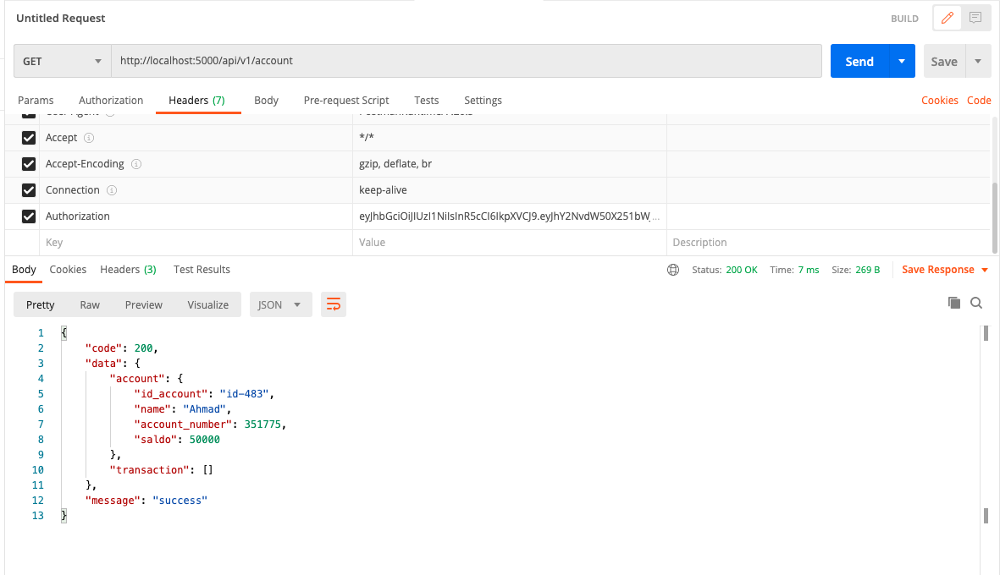 Untitled Request
BUILD
GET
http://localhost:5000/api/v1/account
Send
Save
Params Authorization Headers (7) Body Pre-request Script Tests Settings Cookies Code
Accept */*
Accept-Encoding gzip, deflate, br
Connection keep-alive
Authorization eyJhbGciOiJIUzI1NiIsInR5cCI6IkpXVCJ9.eyJhY2NvdW50X251bW...
Key Value Description
Body Cookies Headers (3) Test Results Status: 200 OK Time: 7 ms Size: 269 B Save Response
Pretty Raw Preview Visualize JSON
1 {
2 "code": 200,
3 "data": {
4 "account": {
5 "id_account": "id-483",
6 "name": "Ahmad",
7 "account_number": 351775,
8 "saldo": 50000
9 },
10 "transaction": []
11 },
12 "message": "success"
13 }